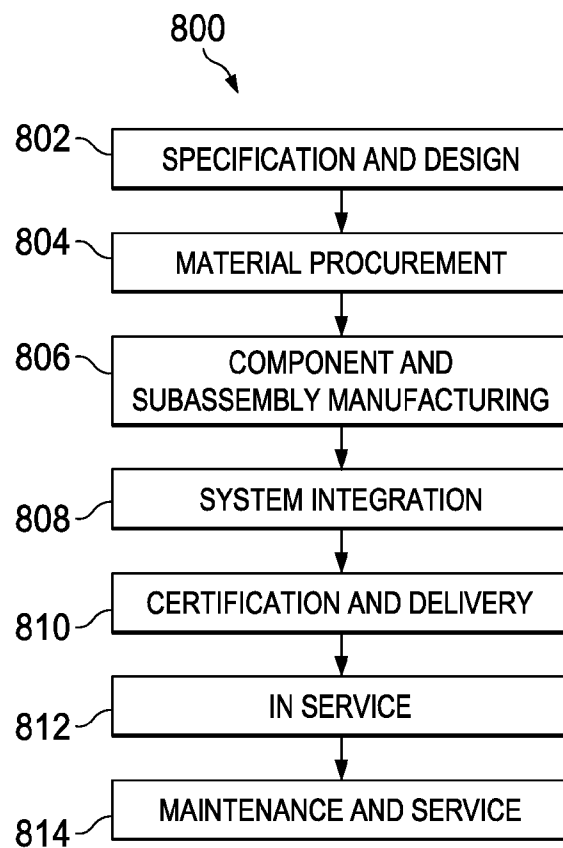 800
802
SPECIFICATION AND DESIGN
804
MATERIAL PROCUREMENT
806
COMPONENT AND
SUBASSEMBLY MANUFACTURING
808
SYSTEM INTEGRATION
810
CERTIFICATION AND DELIVERY
812
IN SERVICE
814
MAINTENANCE AND SERVICE